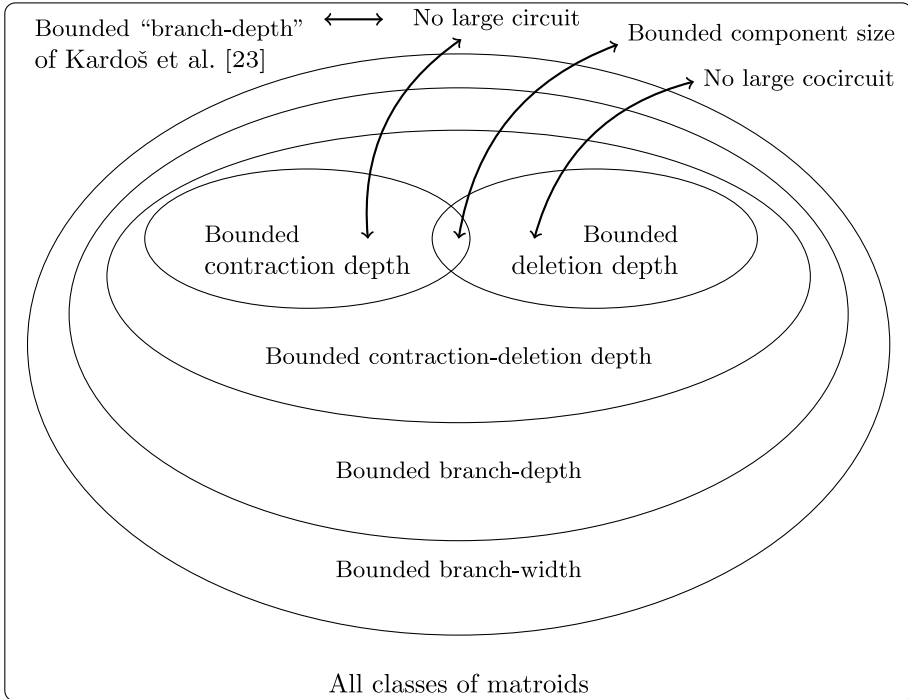 Bounded “branch-depth”
of Kardoš et al. [23]
No large circuit
Bounded component size
No large cocircuit
Bounded
contraction depth
Bounded
deletion depth
Bounded contraction-deletion depth
Bounded branch-depth
Bounded branch-width
All classes of matroids